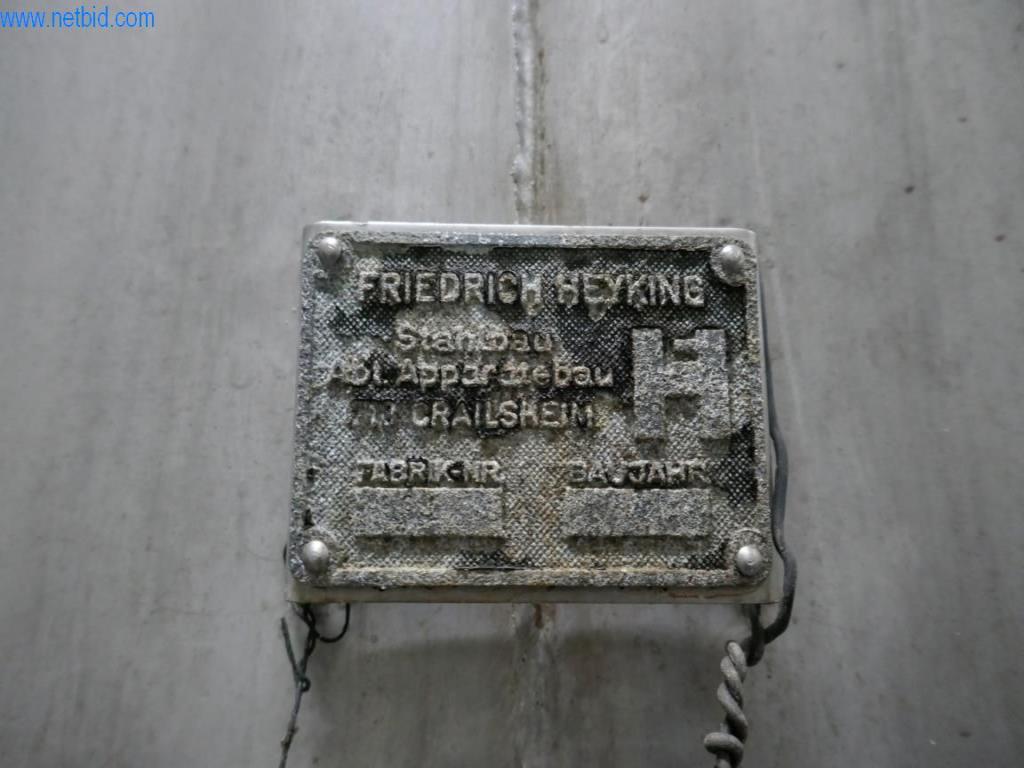 www.netbid.com
FRIEDRICH HEYKING
Stahlbau
Abt. Apparatebau
H
CRAILSHEIM
FABRIK-NR. BAUJAHR